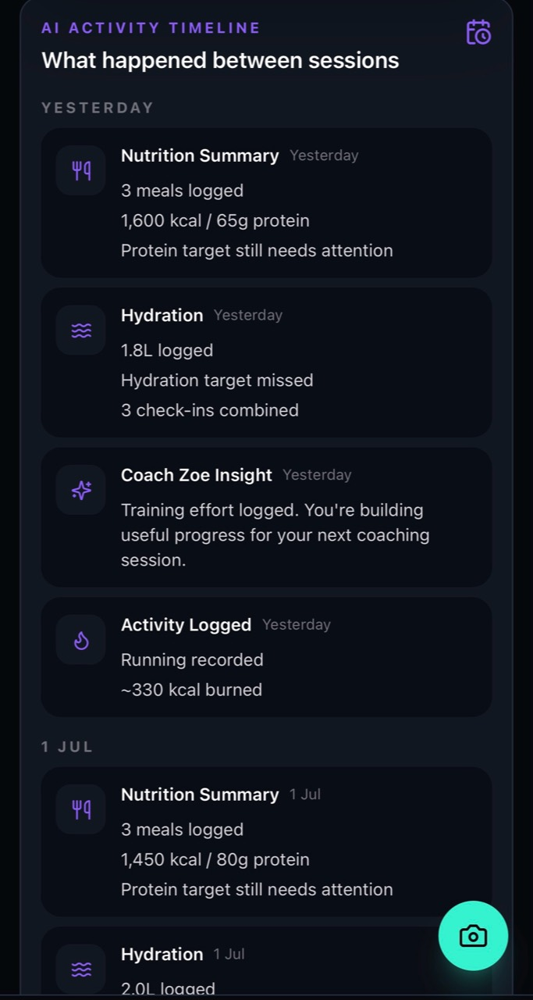 AI ACTIVITY TIMELINE
What happened between sessions
YESTERDAY
Nutrition Summary Yesterday
3 meals logged
1,600 kcal / 65g protein
Protein target still needs attention
Hydration Yesterday
1.8L logged
Hydration target missed
3 check-ins combined
Coach Zoe Insight Yesterday
Training effort logged. You're building
useful progress for your next coaching
session.
Activity Logged Yesterday
Running recorded
~330 kcal burned
1 JUL
Nutrition Summary 1 Jul
3 meals logged
1,450 kcal / 80g protein
Protein target still needs attention
Hydration 1 Jul
2.0L logged